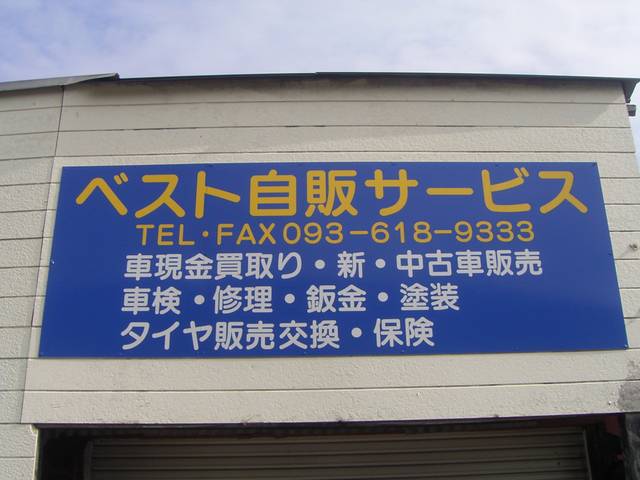 ベスト自販サービス
TEL・FAX093-618-9333
車現金買取り・新・中古車販売
車検・修理・鈑金・塗装
タイヤ販売交換・保険